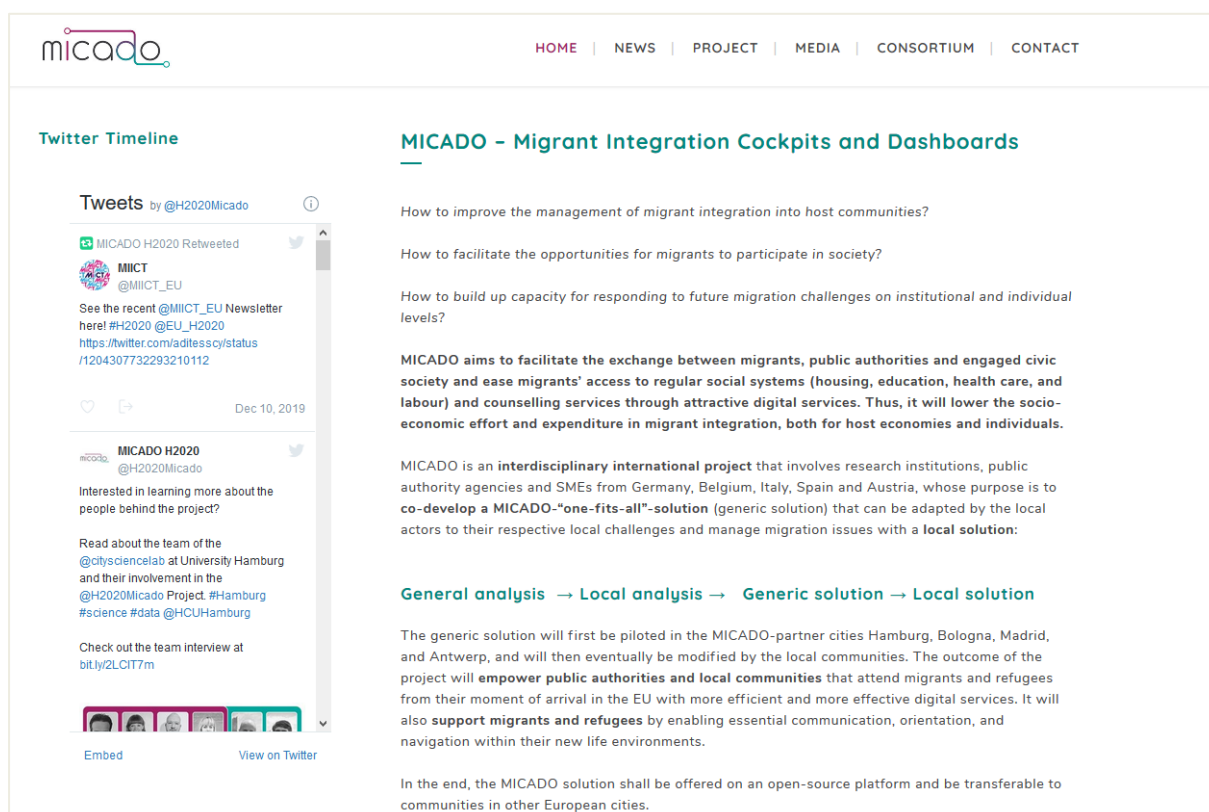 micado
HOME | NEWS | PROJECT | MEDIA | CONSORTIUM | CONTACT
Twitter Timeline
Tweets by @H2020Micado
MICADO H2020 Retweeted
MIICT
@MIICT_EU
See the recent @MIICT_EU Newsletter
here! #H2020 @EU_H2020
https://twitter.com/aditesscy/status
/1204307732293210112
Dec 10, 2019
micado
MICADO H2020
@H2020Micado
Interested in learning more about the
people behind the project?
Read about the team of the
@citysciencelab at University Hamburg
and their involvement in the
@H2020Micado Project. #Hamburg
#science #data @HCUHamburg
Check out the team interview at
bit.ly/2LCIT7m
Embed
View on Twitter
MICADO – Migrant Integration Cockpits and Dashboards
How to improve the management of migrant integration into host communities?
How to facilitate the opportunities for migrants to participate in society?
How to build up capacity for responding to future migration challenges on institutional and individual
levels?
MICADO aims to facilitate the exchange between migrants, public authorities and engaged civic
society and ease migrants’ access to regular social systems (housing, education, health care, and
labour) and counselling services through attractive digital services. Thus, it will lower the socio-
economic effort and expenditure in migrant integration, both for host economies and individuals.
MICADO is an interdisciplinary international project that involves research institutions, public
authority agencies and SMEs from Germany, Belgium, Italy, Spain and Austria, whose purpose is to
co-develop a MICADO-“one-fits-all”-solution (generic solution) that can be adapted by the local
actors to their respective local challenges and manage migration issues with a local solution:
General analysis → Local analysis → Generic solution → Local solution
The generic solution will first be piloted in the MICADO-partner cities Hamburg, Bologna, Madrid,
and Antwerp, and will then eventually be modified by the local communities. The outcome of the
project will empower public authorities and local communities that attend migrants and refugees
from their moment of arrival in the EU with more efficient and more effective digital services. It will
also support migrants and refugees by enabling essential communication, orientation, and
navigation within their new life environments.
In the end, the MICADO solution shall be offered on an open-source platform and be transferable to
communities in other European cities.